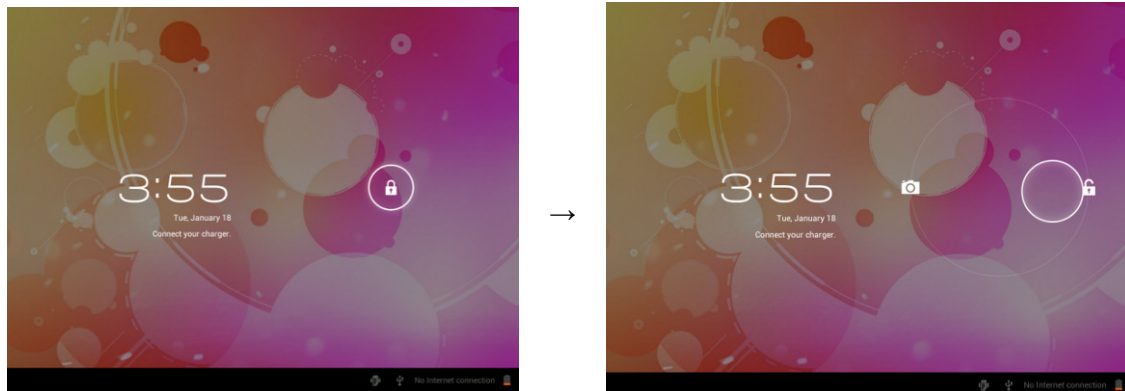 3:55
Tue, January 18
Connect your charger.
No Internet connection
→
3:55
Tue, January 18
Connect your charger.
No Internet connection